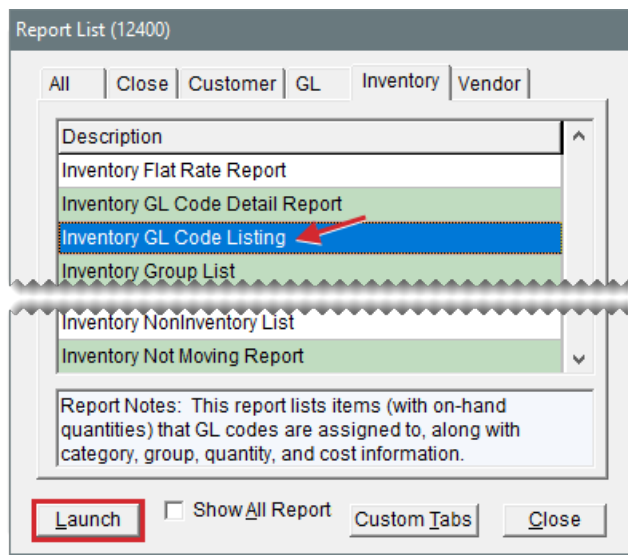 Report List (12400)
All Close Customer GL Inventory Vendor
Description
Inventory Flat Rate Report
Inventory GL Code Detail Report
Inventory GL Code Listing
Inventory Group List
Inventory NonInventory List
Inventory Not Moving Report
Report Notes: This report lists items (with on-hand
quantities) that GL codes are assigned to, along with
category, group, quantity, and cost information.
Launch Show All Report Custom Tabs Close